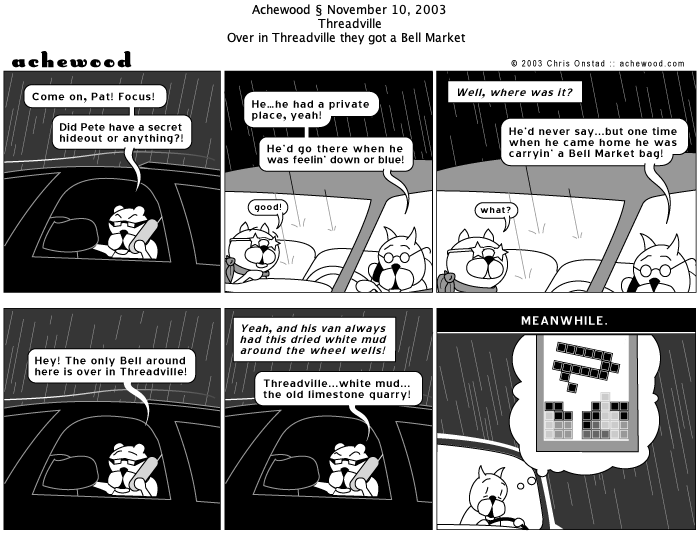 Achewood § November 10, 2003
Threadville
Over in Threadville they got a Bell Market
achewood
© 2003 Chris Onstad :: achewood.com
Come on, Pat! Focus!
Did Pete have a secret
hideout or anything?!
He...he had a private
place, yeah!
He'd go there when he
was feelin' down or blue!
good!
Well, where was it?
He'd never say...but one time
when he came home he was
carryin' a Bell Market bag!
what?
Hey! The only Bell around
here is over in Threadville!
Yeah, and his van always
had this dried white mud
around the wheel wells!
Threadville...white mud...
the old limestone quarry!
MEANWHILE.